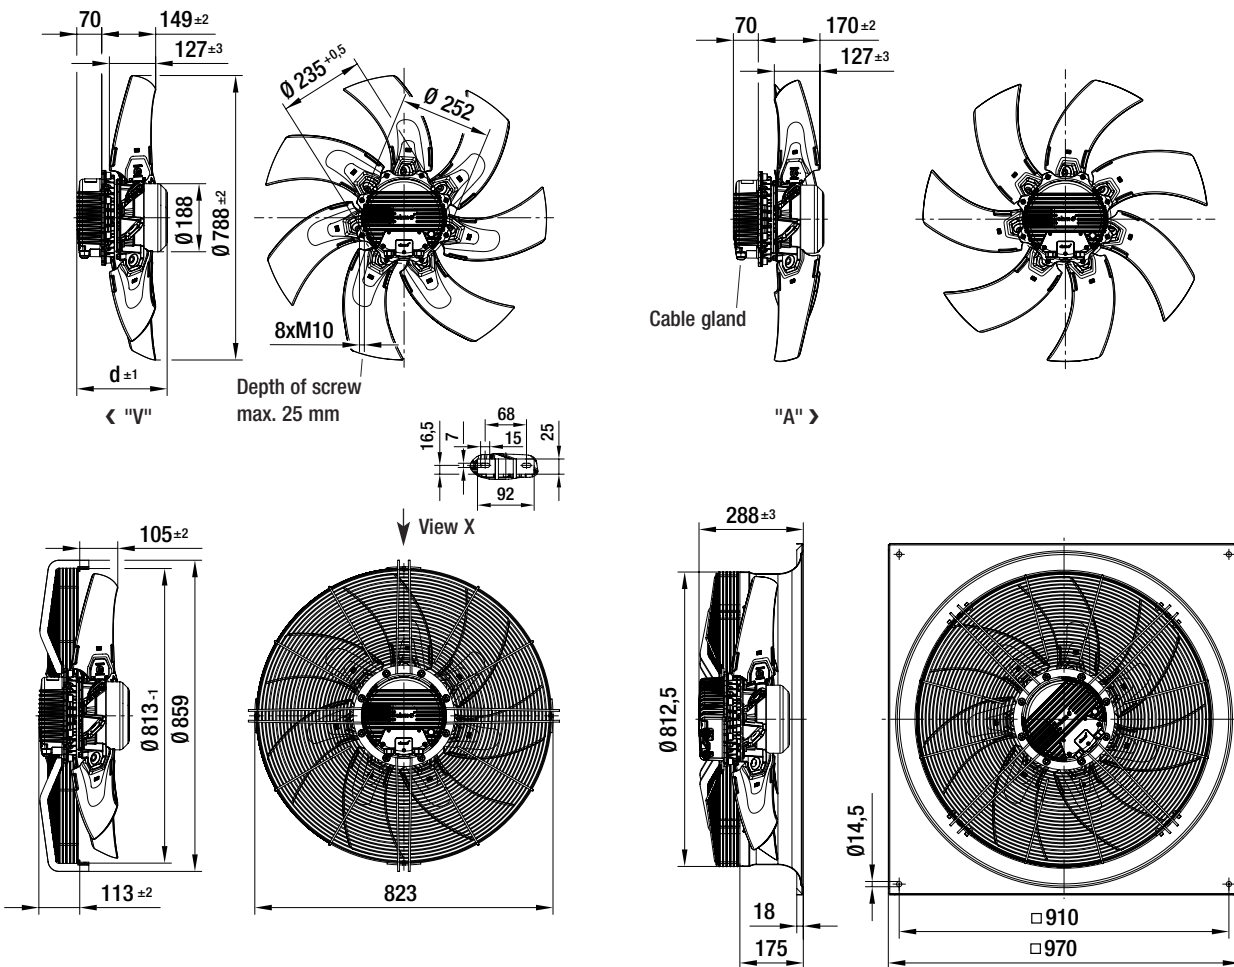 70 149±2
127±3
Ø 235+0,5
Ø 252
Ø 188
Ø 788 ±2
8xM10
d ±1
Depth of screw
max. 25 mm
‹ "V"
70 170±2
127±3
Cable gland
"A" ›
68
16,5 7 15 25
92
View X
105±2
Ø 813-1
Ø 859
113 ±2
823
288±3
Ø 812,5
18
175
Ø14,5
□ 910
□ 970